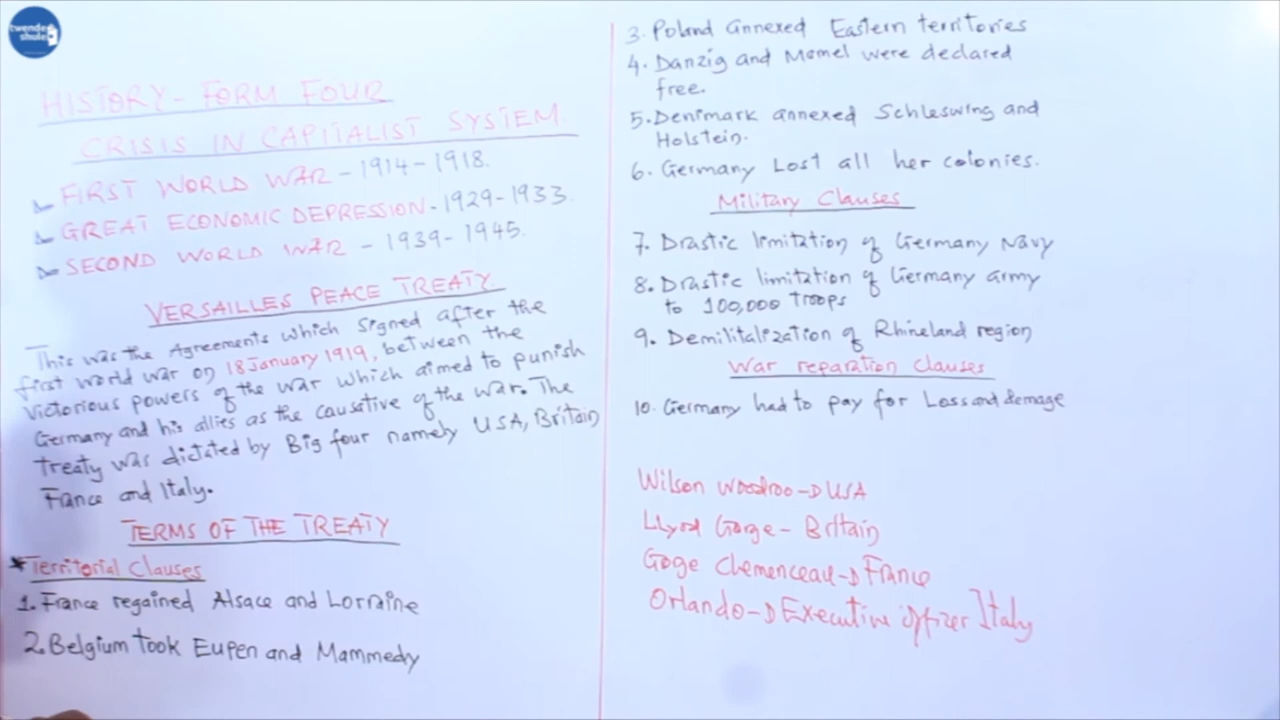 twende
shule
HISTORY - FORM FOUR
CRISIS IN CAPITALIST SYSTEM
FIRST WORLD WAR - 1914 - 1918.
GREAT ECONOMIC DEPRESSION - 1929 - 1933.
SECOND WORLD WAR - 1939 - 1945.
VERSAILLES PEACE TREATY
This was the Agreements which signed after the
first world war on 18 January 1919, between the
victorious powers of the war which aimed to punish
Germany and his allies as the causative of the war. The
treaty was dictated by Big four namely USA, Britain
France and Italy.
TERMS OF THE TREATY
*Territorial Clauses
1. France regained Alsace and Lorraine
2. Belgium took Eupen and Mammedy
3. Poland annexed Eastern territories
4. Danzig and Memel were declared
free.
5. Denimark annexed Schleswing and
Holstein.
6. Germany Lost all her colonies.
Military Clauses
7. Drastic limitation of Germany Navy
8. Drastic limitation of Germany army
to 100,000 troops
9. Demilitalization of Rhineland region
War reparation Clauses
10. Germany had to pay for Loss and demage
Wilson Woodroo → USA
Llyod Gorge - Britain
Goge Clemenceau → France
Orlando → Executive officer Italy